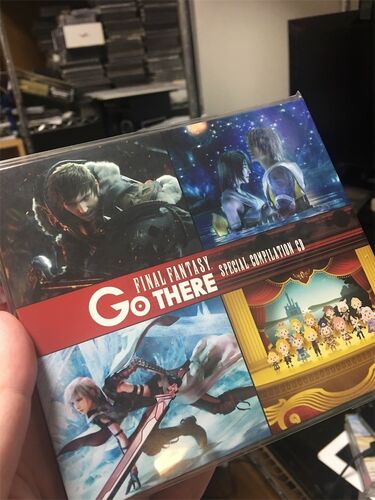 FINAL FANTASY
GO THERE
SPECIAL COMPILATION CD